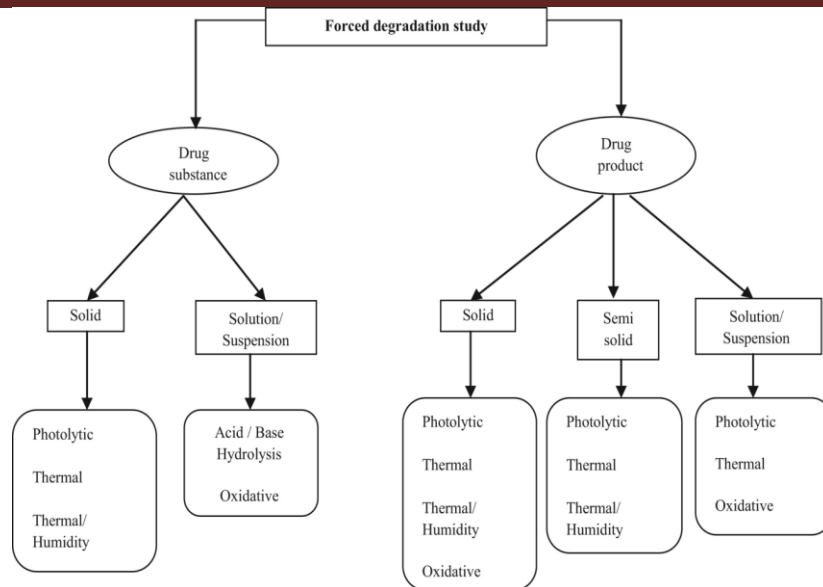 Forced degradation study
Drug
substance
Drug
product
Solid
Solution/
Suspension
Solid
Semi
solid
Solution/
Suspension
Photolytic
Thermal
Thermal/
Humidity
Acid / Base
Hydrolysis
Oxidative
Photolytic
Thermal
Thermal/
Humidity
Oxidative
Photolytic
Thermal
Thermal/
Humidity
Photolytic
Thermal
Oxidative